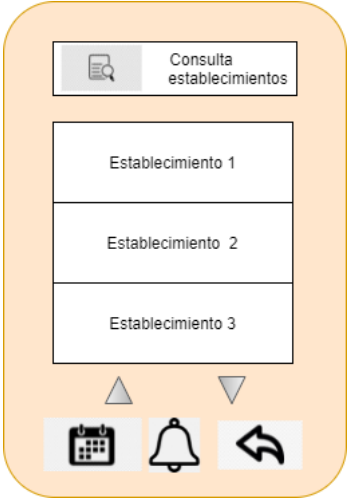 Consulta
establecimientos
Establecimiento 1
Establecimiento 2
Establecimiento 3